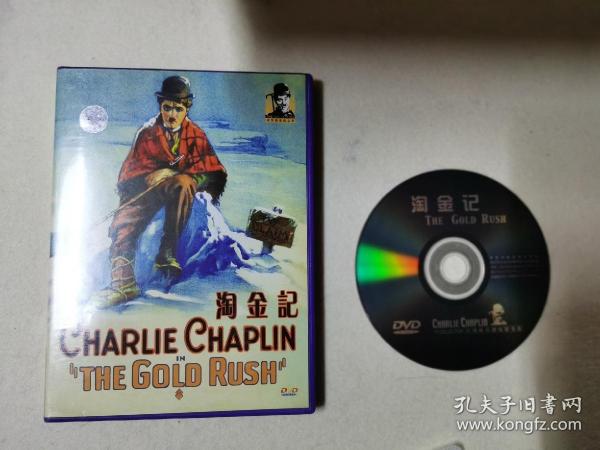 淘金記
CHARLIE CHAPLIN
IN
"THE GOLD RUSH"
DVD
淘金记
THE GOLD RUSH
DVD
CHARLIE CHAPLIN
孔夫子旧书网
www.kongfz.com